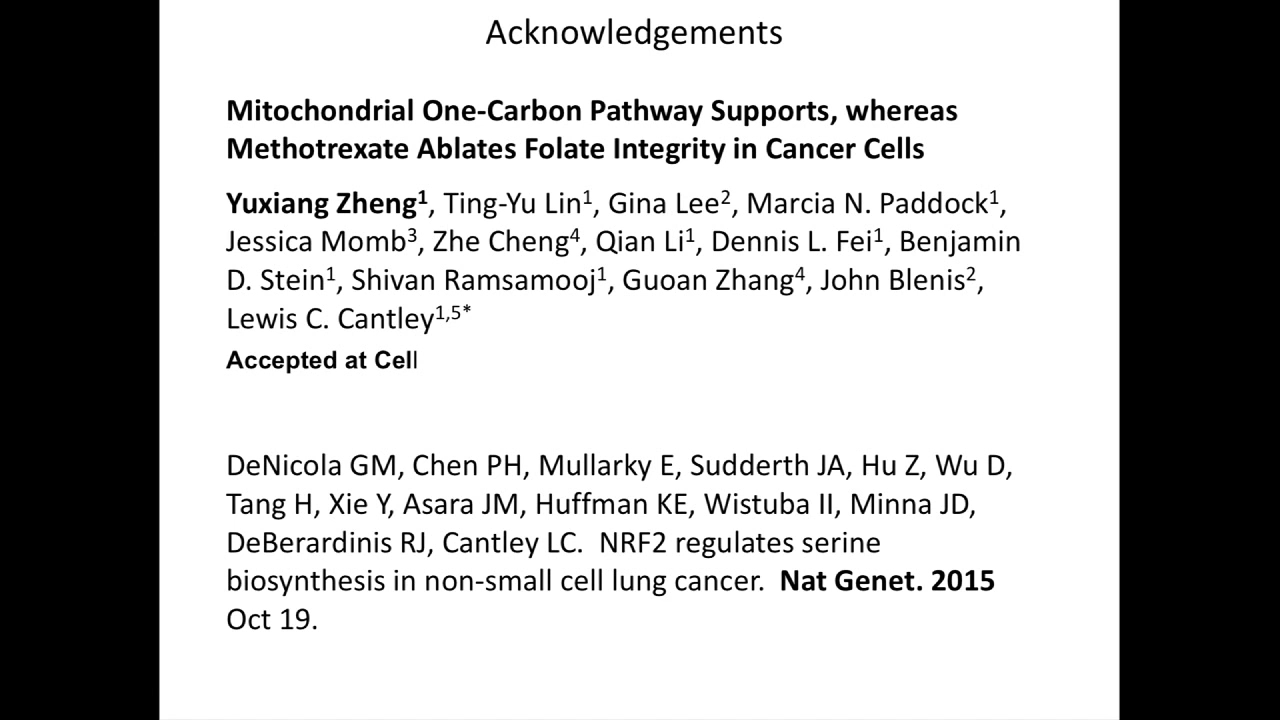 Acknowledgements
Mitochondrial One-Carbon Pathway Supports, whereas
Methotrexate Ablates Folate Integrity in Cancer Cells
Yuxiang Zheng¹, Ting-Yu Lin¹, Gina Lee², Marcia N. Paddock¹,
Jessica Momb³, Zhe Cheng⁴, Qian Li¹, Dennis L. Fei¹, Benjamin
D. Stein¹, Shivan Ramsamooj¹, Guoan Zhang⁴, John Blenis²,
Lewis C. Cantley¹,⁵*
Accepted at Cell
DeNicola GM, Chen PH, Mullarky E, Sudderth JA, Hu Z, Wu D,
Tang H, Xie Y, Asara JM, Huffman KE, Wistuba II, Minna JD,
DeBerardinis RJ, Cantley LC.  NRF2 regulates serine
biosynthesis in non-small cell lung cancer.  Nat Genet. 2015
Oct 19.